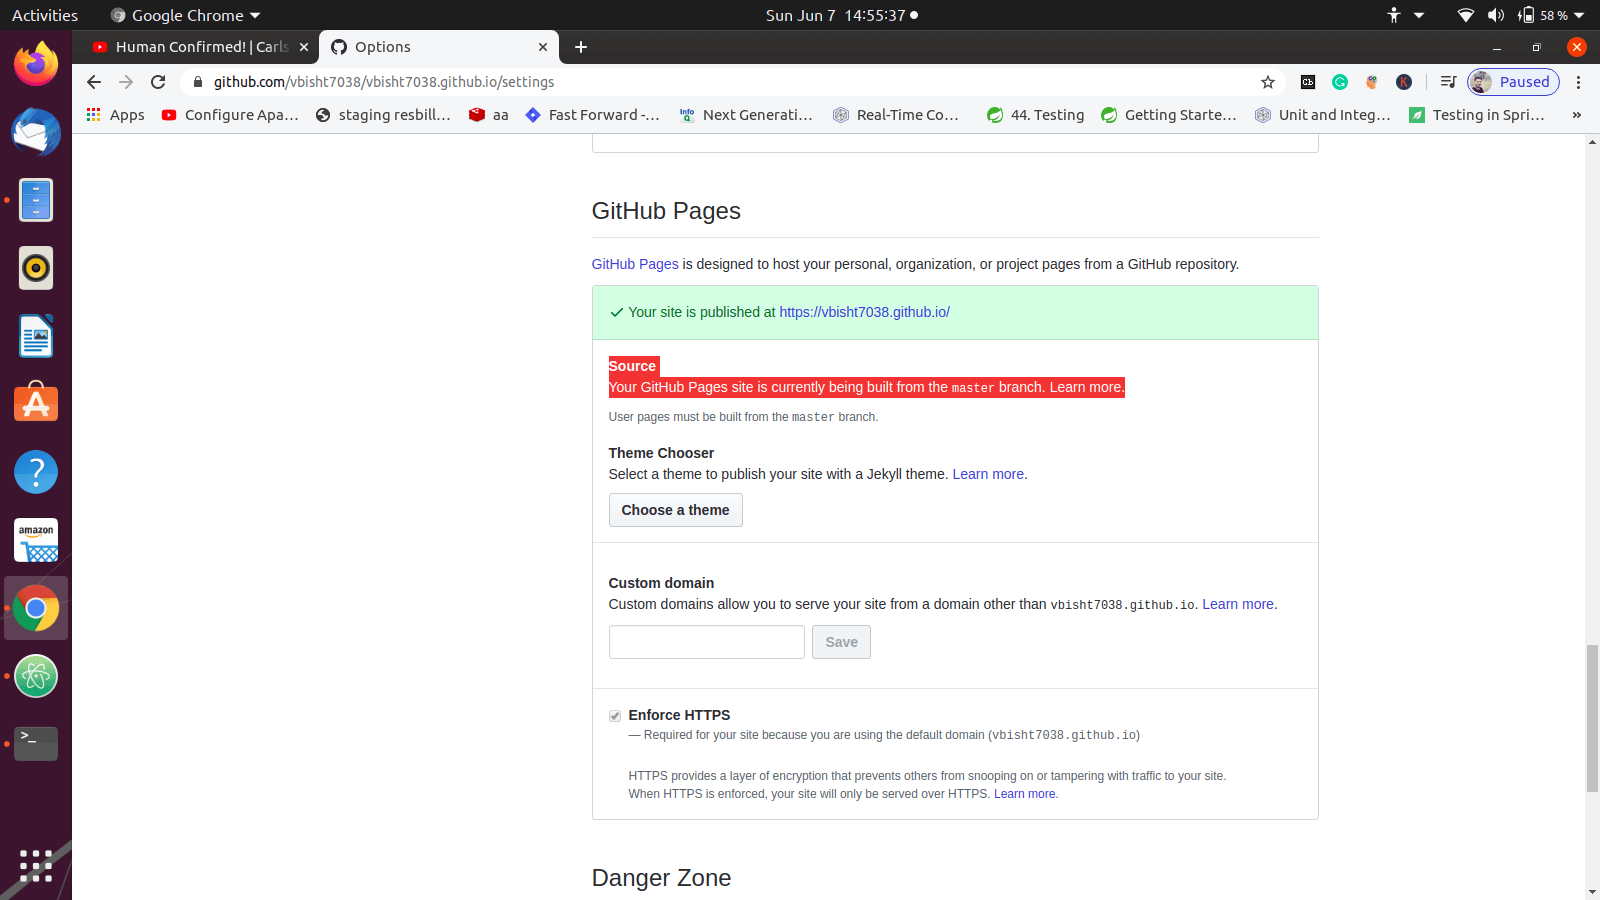 Activities
Google Chrome
Sun Jun 7 14:55:37
58 %
Human Confirmed! | Carls
Options
github.com/vbisht7038/vbisht7038.github.io/settings
Cb
K
Paused
Apps
Configure Apa...
staging resbill...
aa
Fast Forward -...
Info Q
Next Generati...
Real-Time Co...
44. Testing
Getting Starte...
Unit and Integ...
Testing in Spri...
»
GitHub Pages
GitHub Pages is designed to host your personal, organization, or project pages from a GitHub repository.
Your site is published at https://vbisht7038.github.io/
Source
Your GitHub Pages site is currently being built from the master branch. Learn more.
User pages must be built from the master branch.
Theme Chooser
Select a theme to publish your site with a Jekyll theme. Learn more.
Choose a theme
Custom domain
Custom domains allow you to serve your site from a domain other than vbisht7038.github.io. Learn more.
Save
amazon
Enforce HTTPS
— Required for your site because you are using the default domain (vbisht7038.github.io)
HTTPS provides a layer of encryption that prevents others from snooping on or tampering with traffic to your site.
When HTTPS is enforced, your site will only be served over HTTPS. Learn more.
Danger Zone